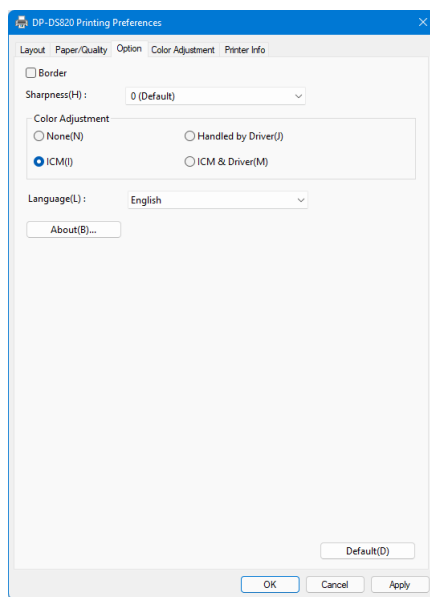 DP-DS820 Printing Preferences
Layout Paper/Quality Option Color Adjustment Printer Info
Border
Sharpness(H) : 0 (Default)
Color Adjustment
None(N) Handled by Driver(J)
ICM(I) ICM & Driver(M)
Language(L) : English
About(B)...
Default(D)
OK Cancel Apply